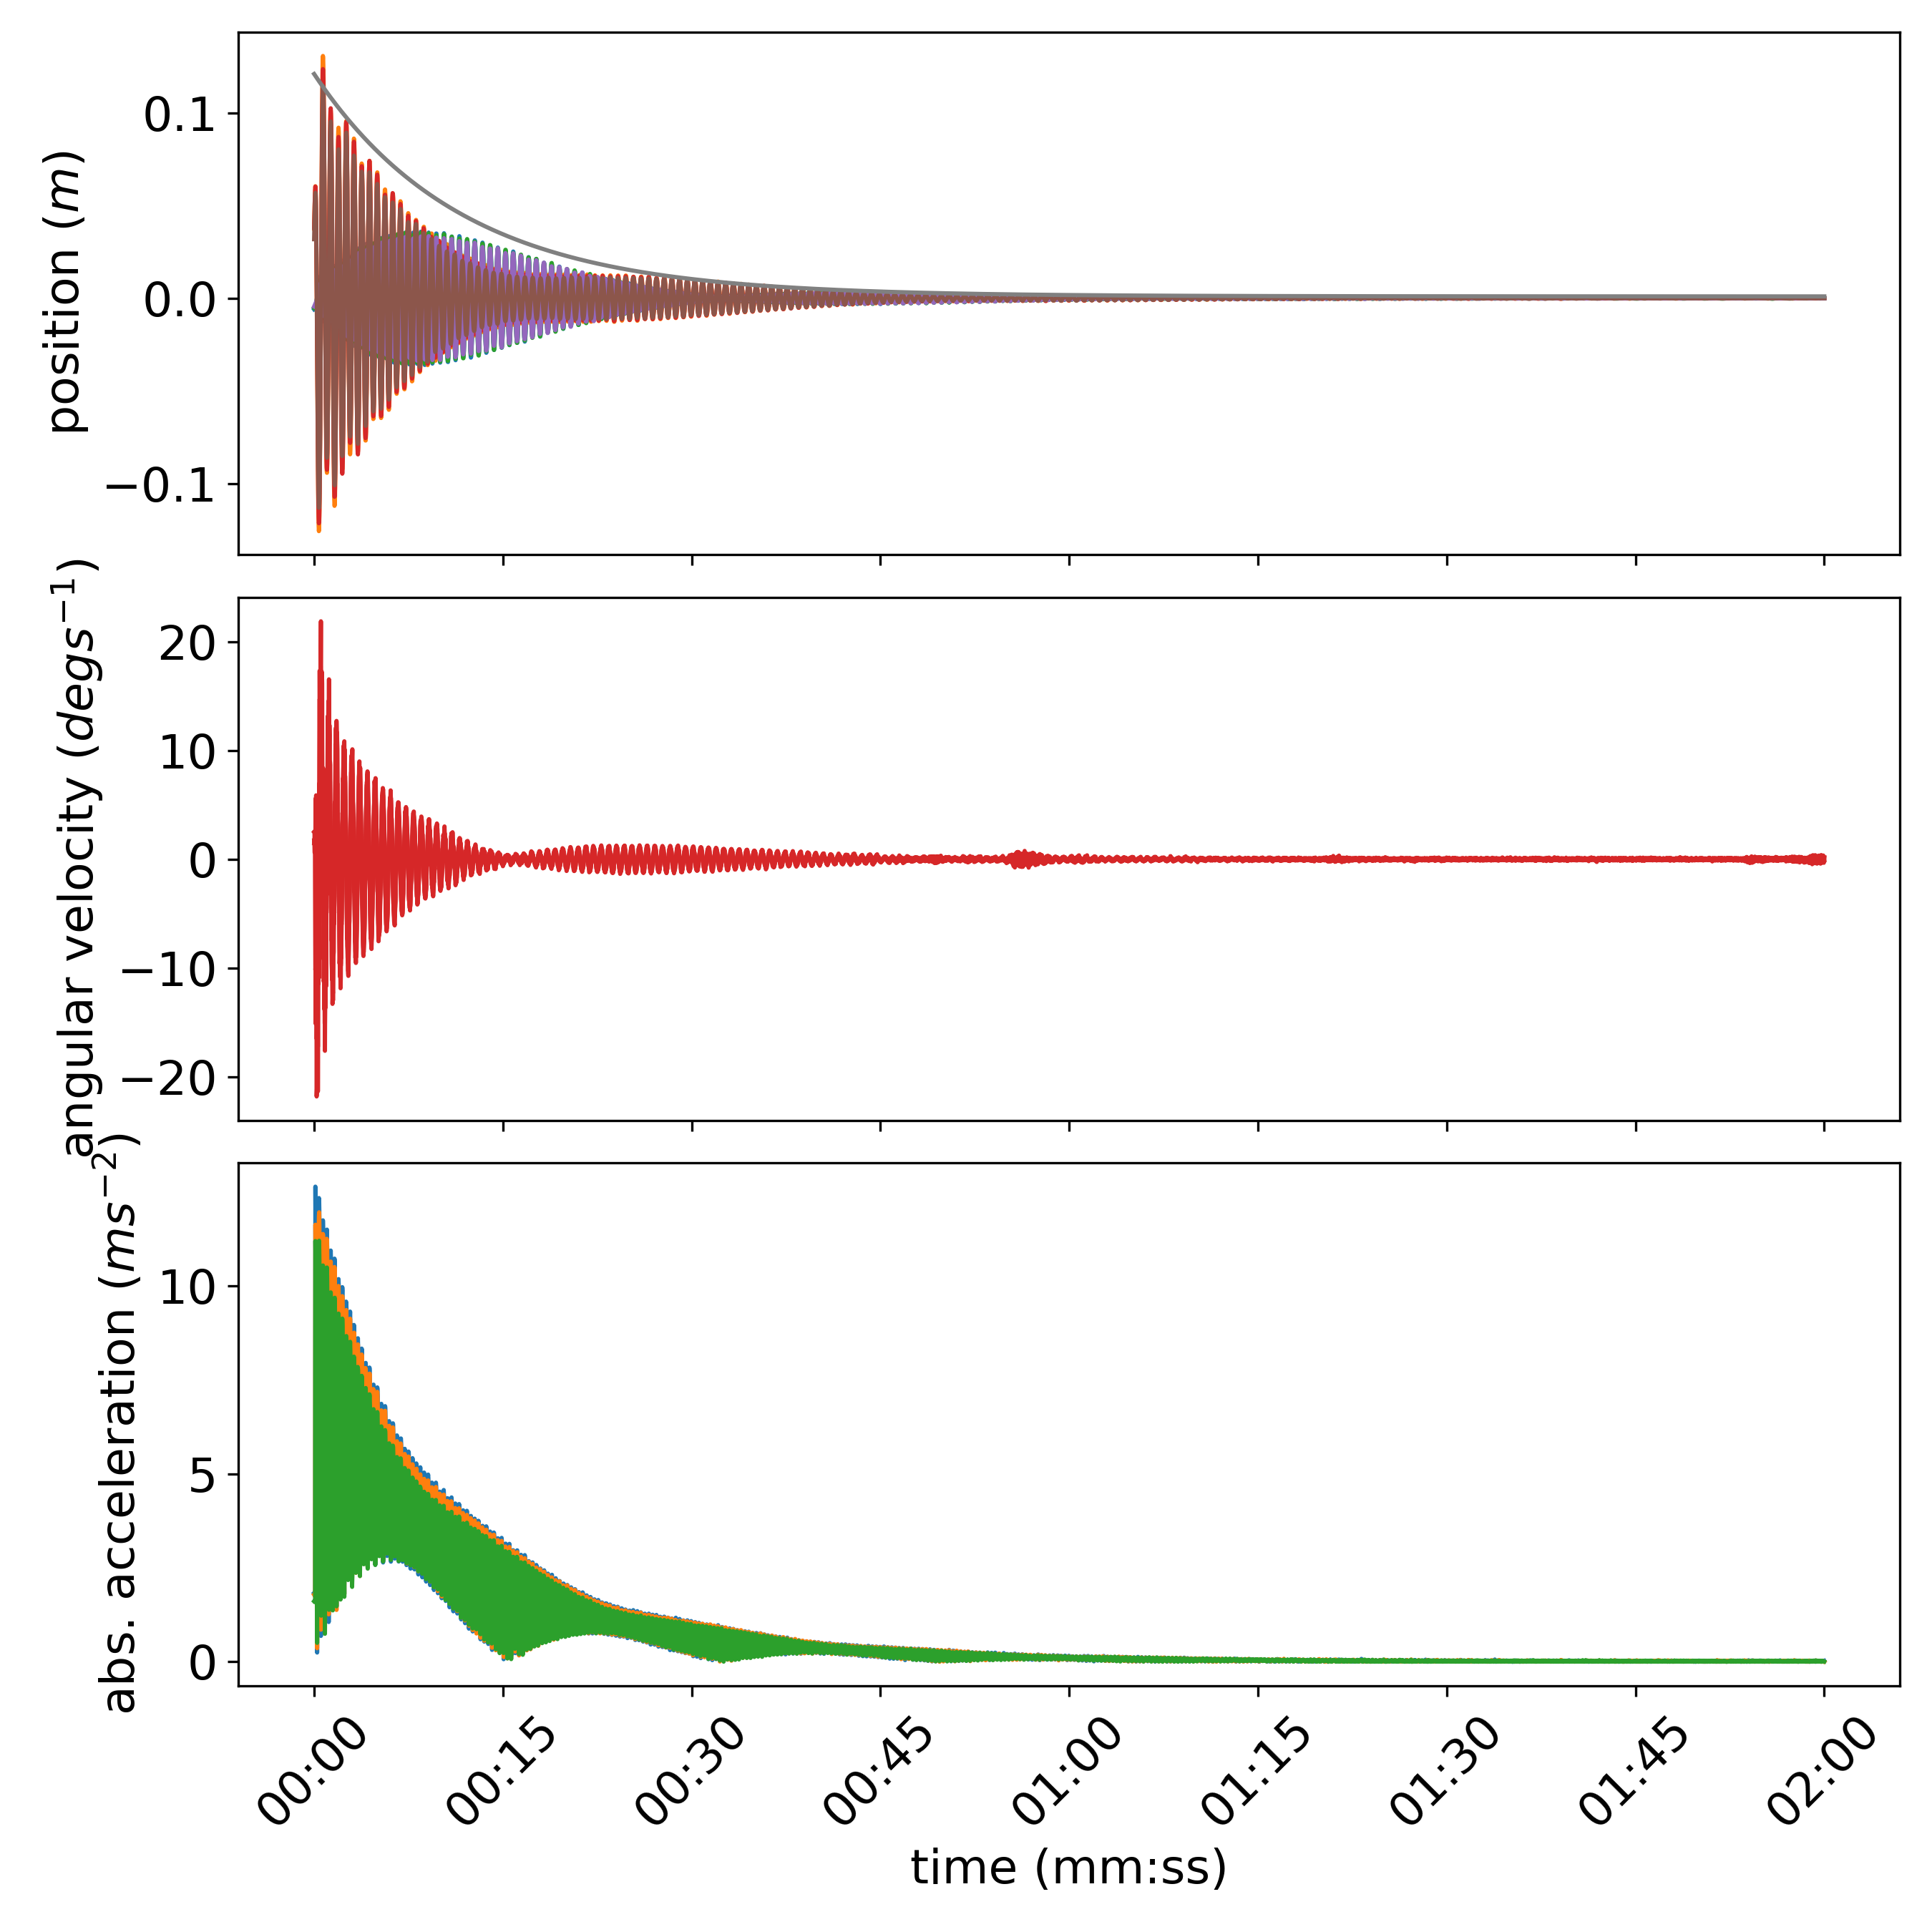 position (m)
0.1
0.0
−0.1
angular velocity (degs⁻¹)
20
10
0
−10
−20
abs. acceleration (ms⁻²)
10
5
0
00:00 00:15 00:30 00:45 01:00 01:15 01:30 01:45 02:00
time (mm:ss)